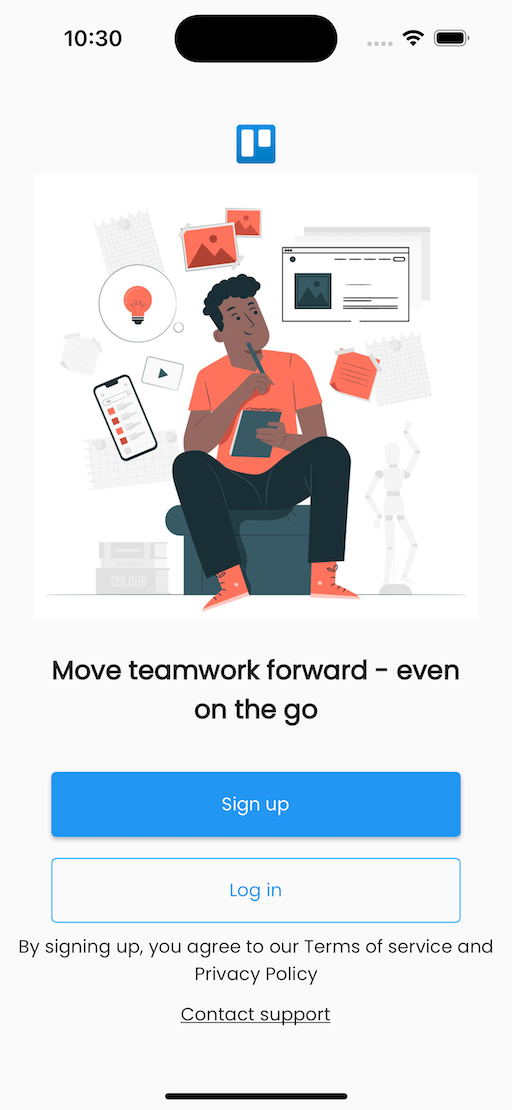 10:30
COLOUR
Move teamwork forward - even
on the go
Sign up
Log in
By signing up, you agree to our Terms of service and
Privacy Policy
Contact support